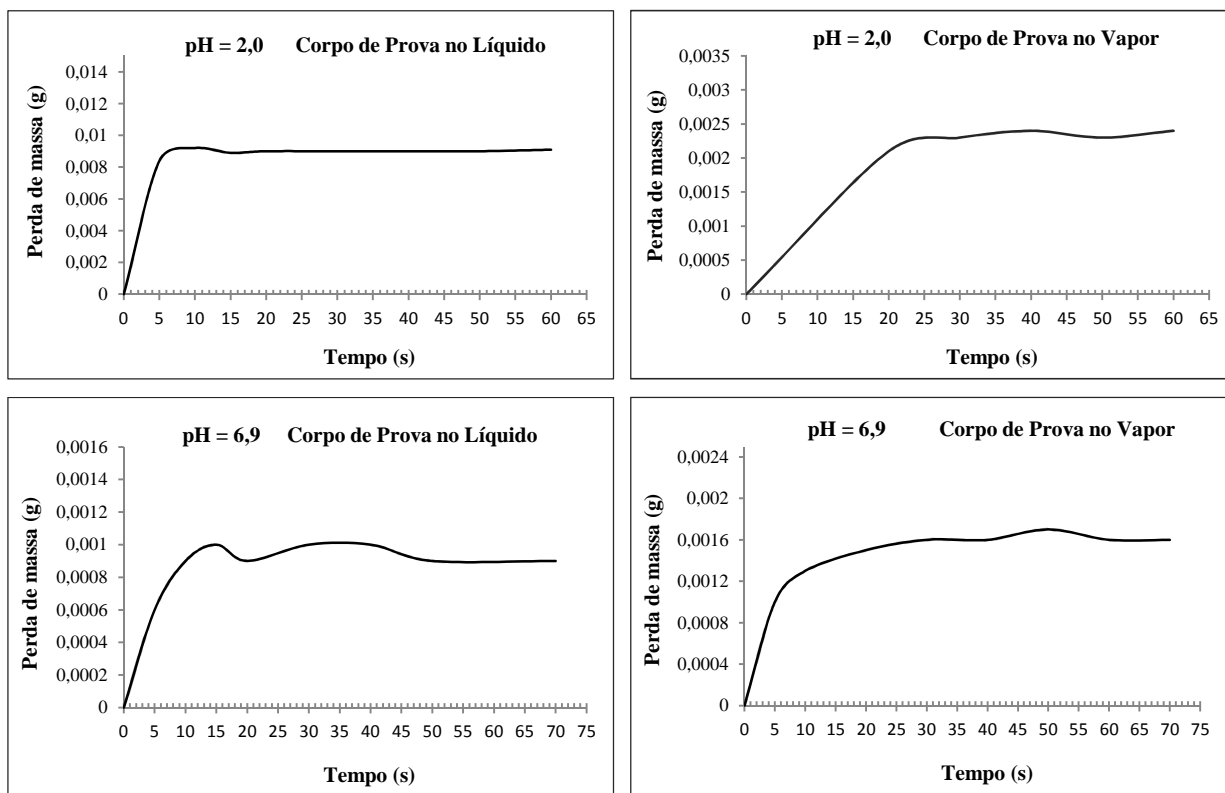 pH = 2,0 Corpo de Prova no Líquido
Perda de massa (g)
0,014
0,012
0,01
0,008
0,006
0,004
0,002
0
0 5 10 15 20 25 30 35 40 45 50 55 60 65
Tempo (s)
pH = 2,0 Corpo de Prova no Vapor
Perda de massa (g)
0,0035
0,003
0,0025
0,002
0,0015
0,001
0,0005
0
0 5 10 15 20 25 30 35 40 45 50 55 60 65
Tempo (s)
pH = 6,9 Corpo de Prova no Líquido
Perda de massa (g)
0,0016
0,0014
0,0012
0,001
0,0008
0,0006
0,0004
0,0002
0
0 5 10 15 20 25 30 35 40 45 50 55 60 65 70 75
Tempo (s)
pH = 6,9 Corpo de Prova no Vapor
Perda de massa (g)
0,0024
0,002
0,0016
0,0012
0,0008
0,0004
0
0 5 10 15 20 25 30 35 40 45 50 55 60 65 70 75
Tempo (s)